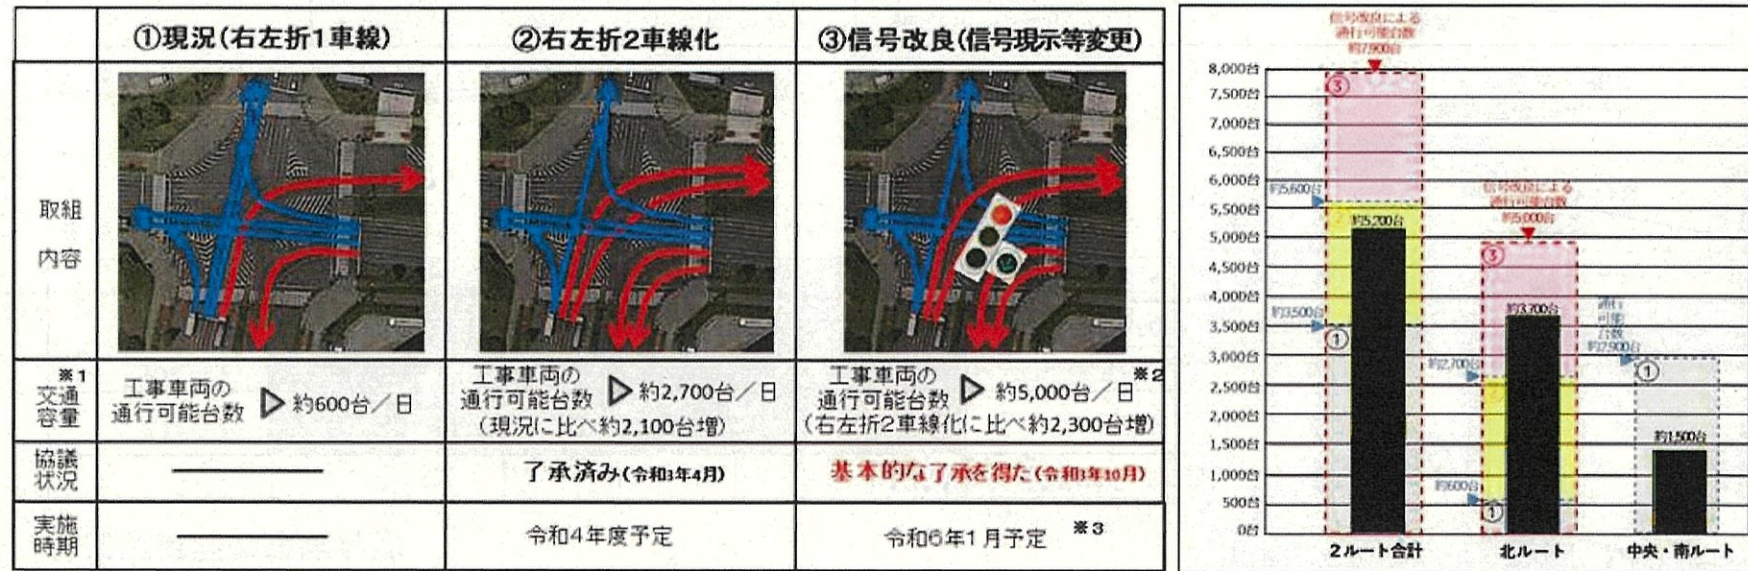 ①現況(右左折1車線)
②右左折2車線化
③信号改良(信号現示等変更)
取組
内容
※1
交通
容量
工事車両の
通行可能台数
約600台/日
工事車両の
通行可能台数
約2,700台/日
(現況に比べ約2,100台増)
工事車両の
通行可能台数
約5,000台/日
※2
(右左折2車線化に比べ約2,300台増)
協議
状況
了承済み(令和3年4月)
基本的な了承を得た(令和3年10月)
実施
時期
令和4年度予定
令和6年1月予定
※3
信号改良による
通行可能台数
約7,900台
8,000台
7,500台
7,000台
6,500台
6,000台
5,500台
5,000台
4,500台
4,000台
3,500台
3,000台
2,500台
2,000台
1,500台
1,000台
500台
0台
③
約5,600台
約5,200台
約3,500台
①
2ルート合計
信号改良による
通行可能台数
約5,000台
③
約3,700台
約2,700台
約600台
①
北ルート
通行
可能
台数
約2,900台
①
約1,500台
中央・南ルート